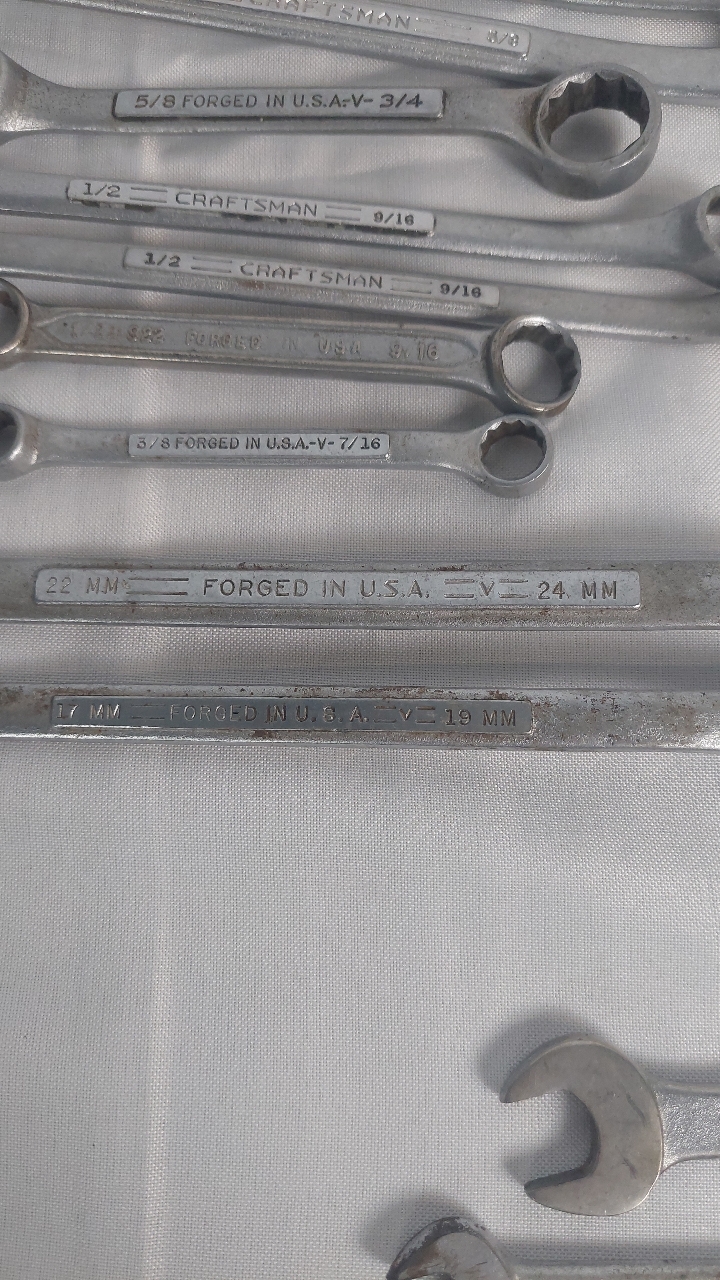 CRAFTSMAN 5/8
5/8 FORGED IN U.S.A.-V- 3/4
1/2 CRAFTSMAN 9/16
1/2 CRAFTSMAN 9/16
FORGED IN USA 9/16
3/8 FORGED IN U.S.A.-V- 7/16
22 MM FORGED IN U.S.A. V 24 MM
17 MM FORGED IN U.S.A. V 19 MM